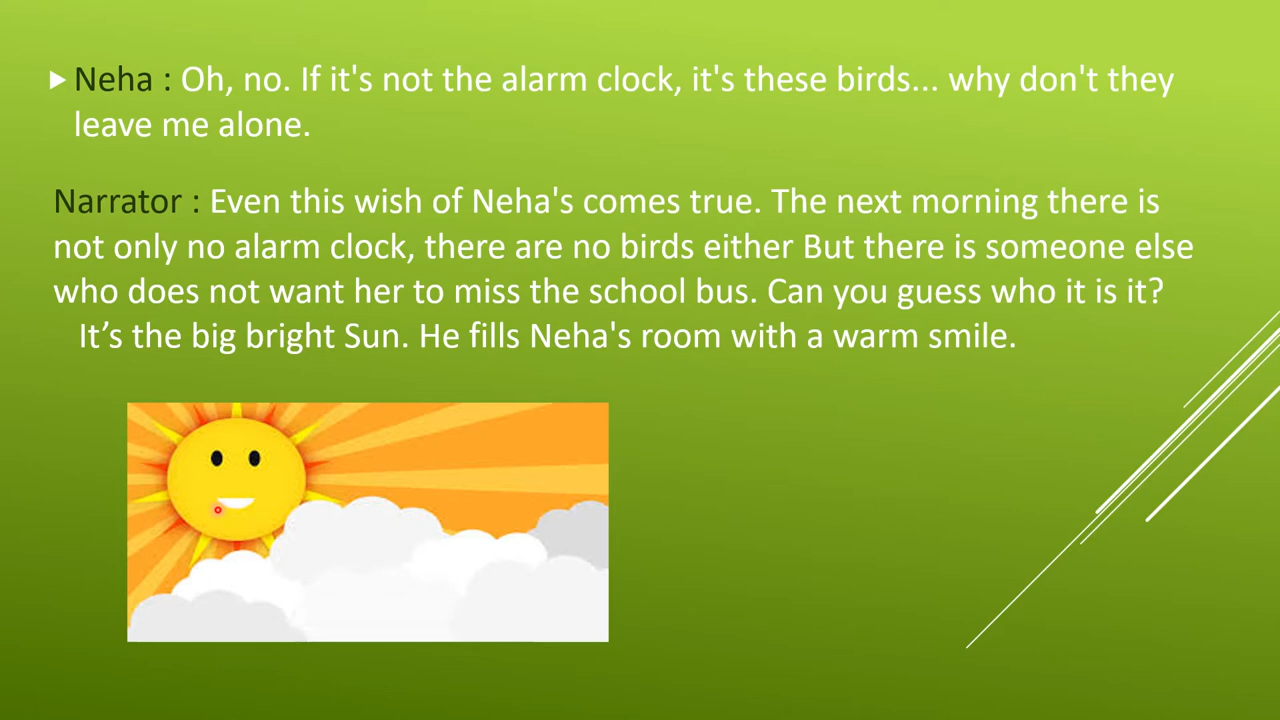 Neha : Oh, no. If it's not the alarm clock, it's these birds... why don't they
leave me alone.
Narrator : Even this wish of Neha's comes true. The next morning there is
not only no alarm clock, there are no birds either But there is someone else
who does not want her to miss the school bus. Can you guess who it is it?
It’s the big bright Sun. He fills Neha's room with a warm smile.